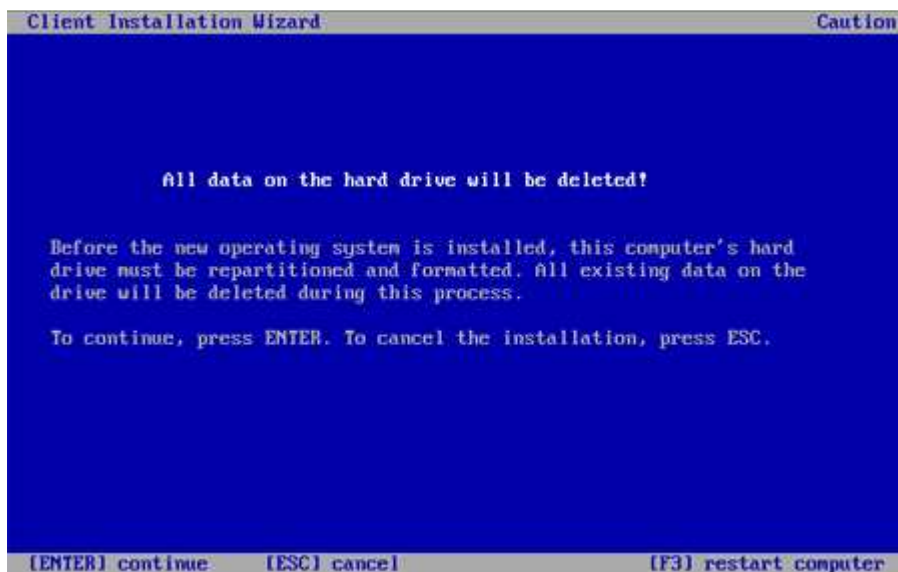 Client Installation Wizard Caution
All data on the hard drive will be deleted!
Before the new operating system is installed, this computer's hard
drive must be repartitioned and formatted. All existing data on the
drive will be deleted during this process.
To continue, press ENTER. To cancel the installation, press ESC.
[ENTER] continue [ESC] cancel [F3] restart computer